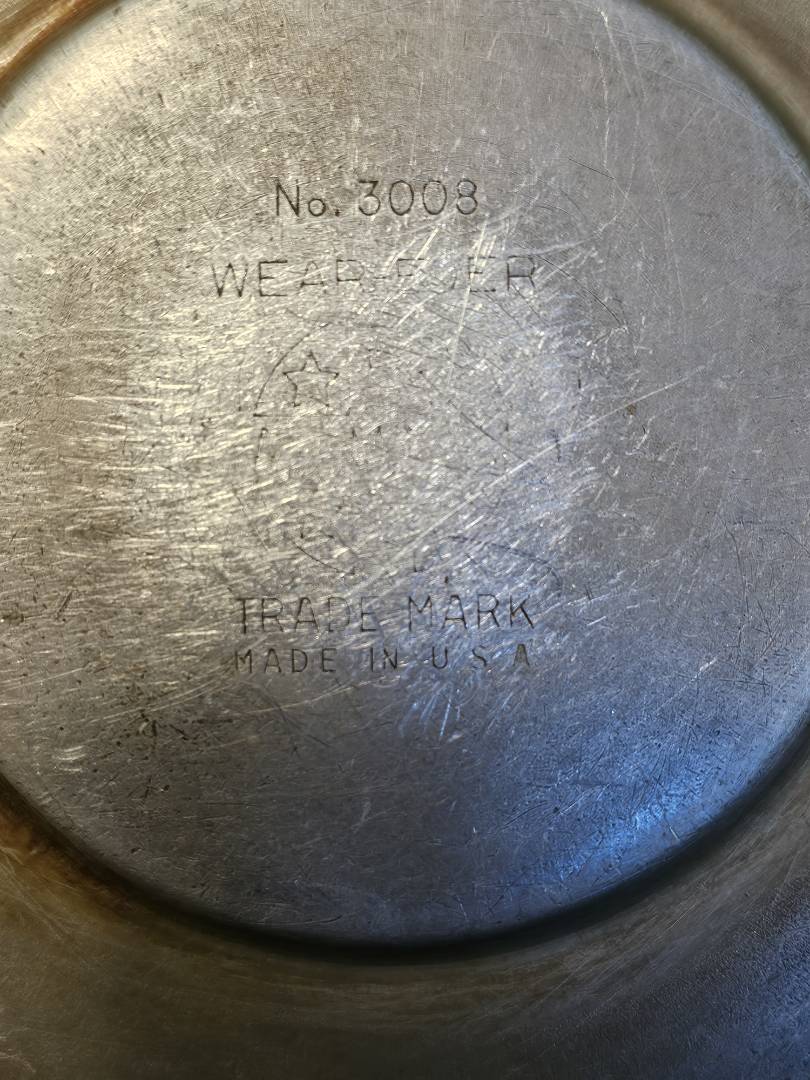 No. 3008
WEAR-EVER
TRADE MARK
MADE IN U S A